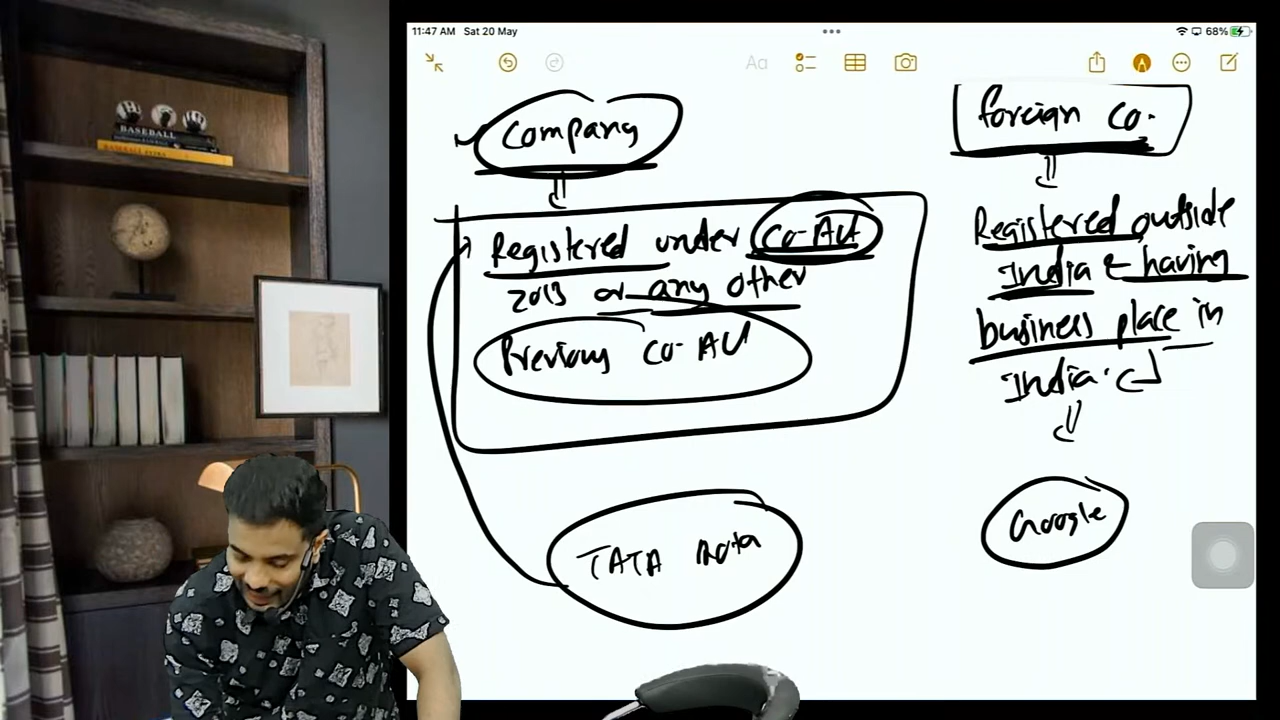 11:47 AM Sat 20 May
68%
Aa
Company
Registered under Co-Act
2013 or any other
Previous Co-Act
TATA
foreign Co.
Registered outside
India & having
business place in
India.
Google
BASEBALL